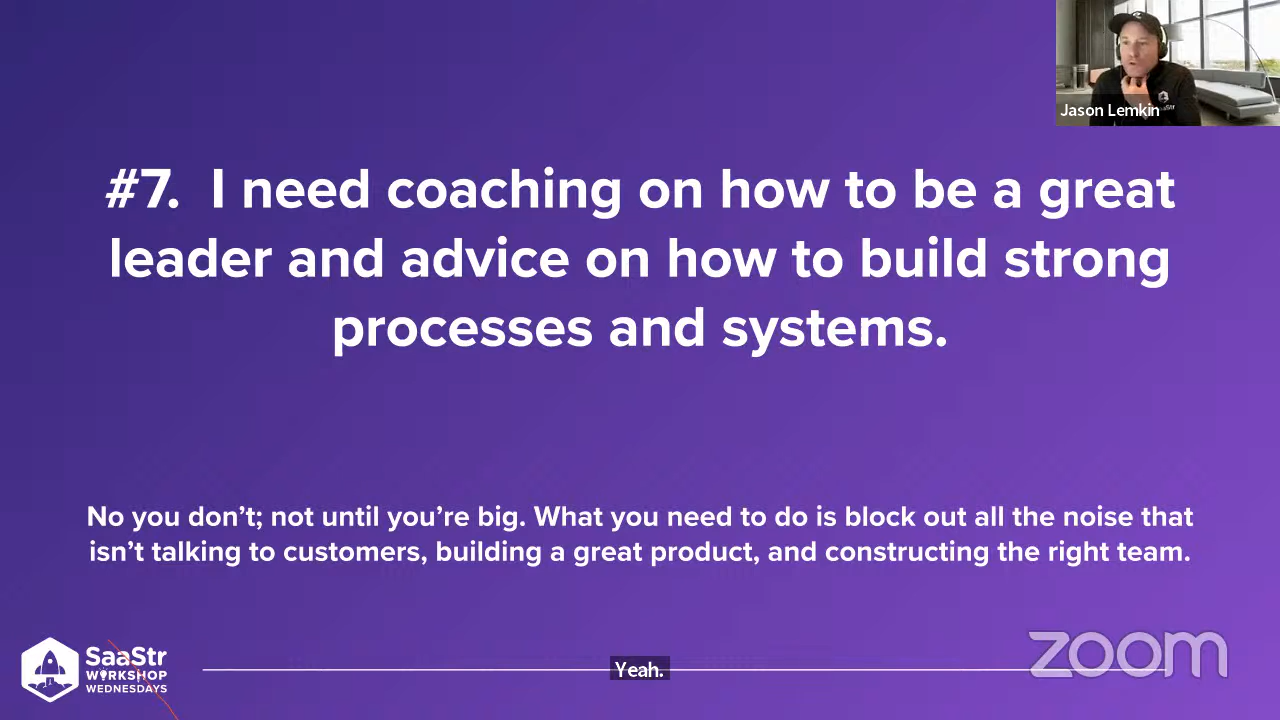 Jason Lemkin
#7. I need coaching on how to be a great
leader and advice on how to build strong
processes and systems.
No you don’t; not until you’re big. What you need to do is block out all the noise that
isn’t talking to customers, building a great product, and constructing the right team.
SaaStr
WORKSHOP
WEDNESDAYS
Yeah.
zoom